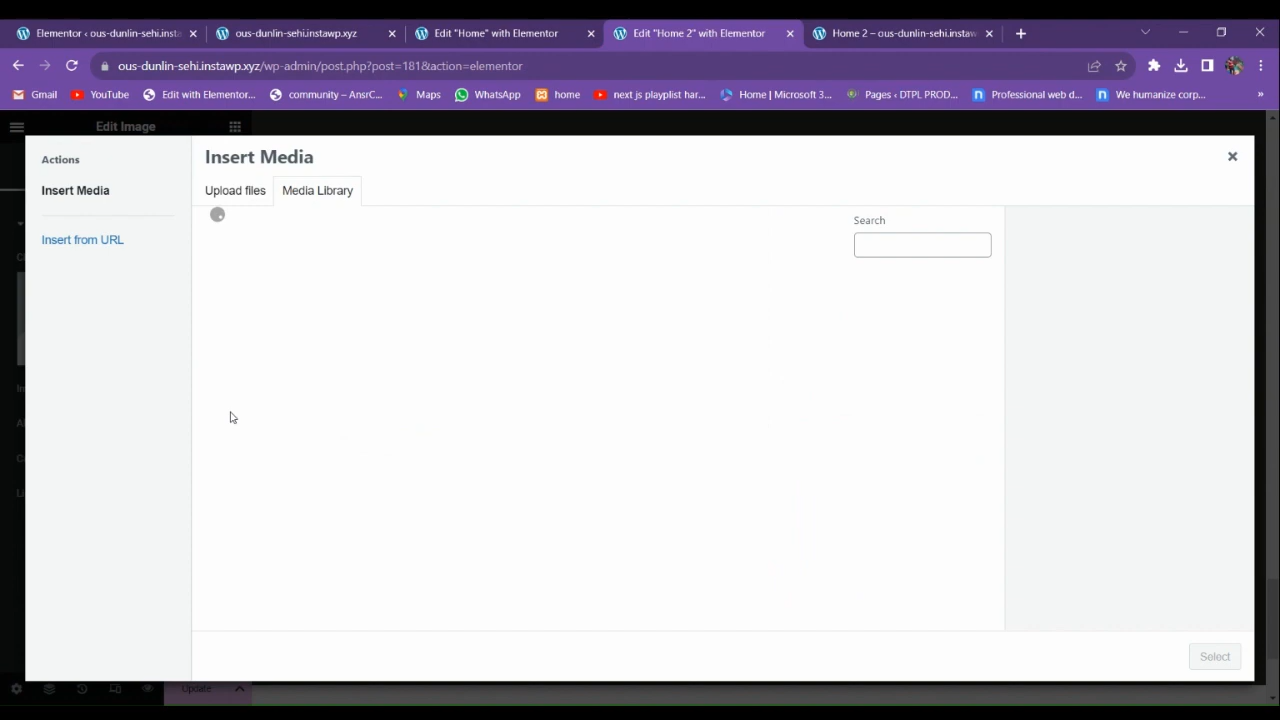 Elementor ‹ ous-dunlin-sehi.insta
ous-dunlin-sehi.instawp.xyz
Edit "Home" with Elementor
Edit "Home 2" with Elementor
Home 2 – ous-dunlin-sehi.instaw
ous-dunlin-sehi.instawp.xyz/wp-admin/post.php?post=181&action=elementor
Gmail
YouTube
Edit with Elementor...
community – AnsrC...
Maps
WhatsApp
home
next js playplist har...
Home | Microsoft 3...
Pages ‹ DTPL PROD...
Professional web d...
We humanize corp...
»
Edit Image
Actions
Insert Media
Insert from URL
Insert Media
Upload files
Media Library
Search
Select
Update